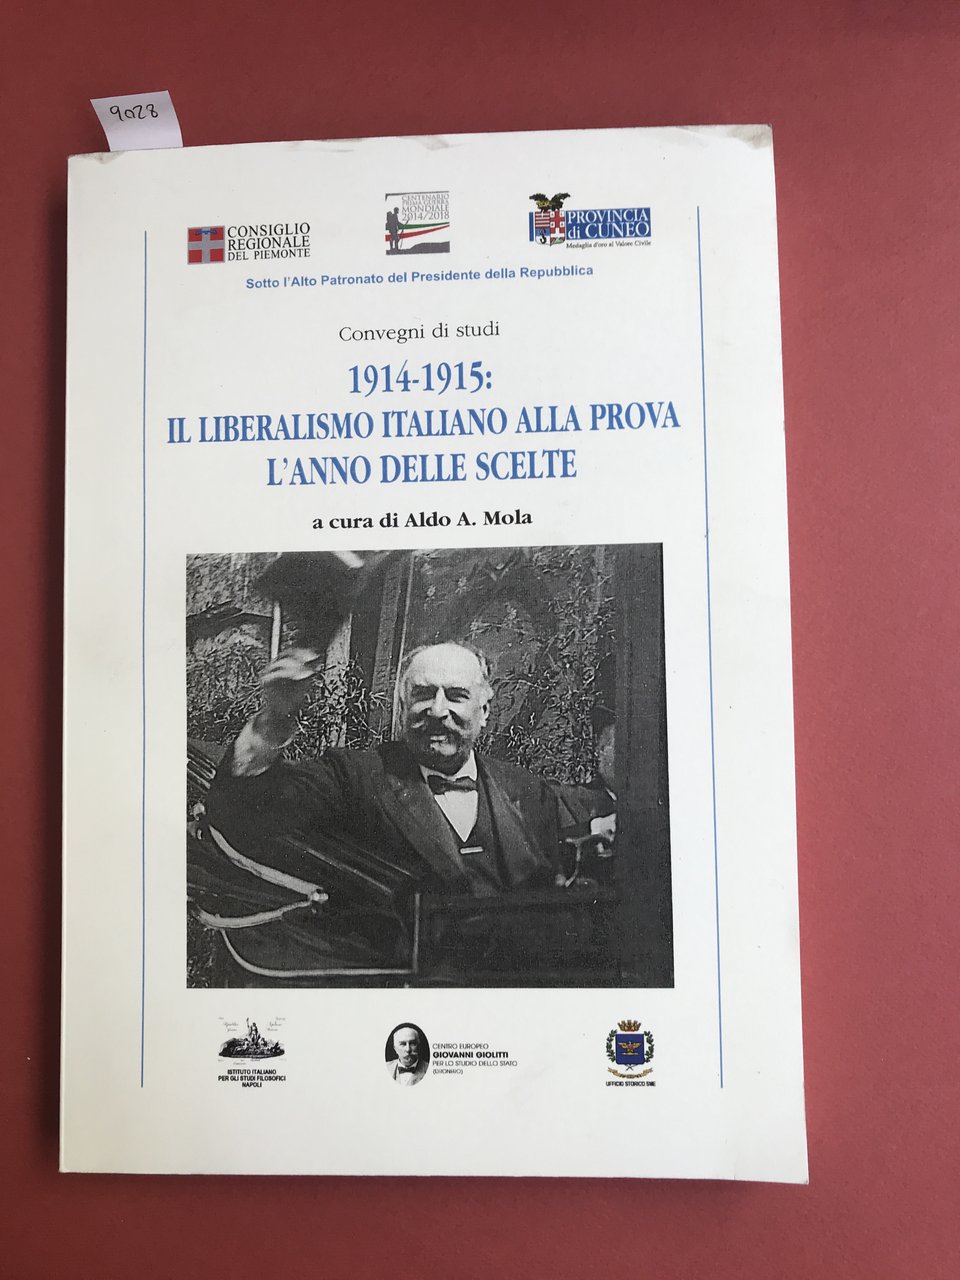 9028
CONSIGLIO
REGIONALE
DEL PIEMONTE
CENTENARIO
PRIMA GUERRA
MONDIALE
2014/2018
PROVINCIA
di CUNEO
Medaglia d'oro al Valore Civile
Sotto l'Alto Patronato del Presidente della Repubblica
Convegni di studi
1914-1915:
IL LIBERALISMO ITALIANO ALLA PROVA
L'ANNO DELLE SCELTE
a cura di Aldo A. Mola
ISTITUTO ITALIANO
PER GLI STUDI FILOSOFICI
NAPOLI
CENTRO EUROPEO
GIOVANNI GIOLITTI
PER LO STUDIO DELLO STATO
(DRONERO)
UFFICIO STORICO SME